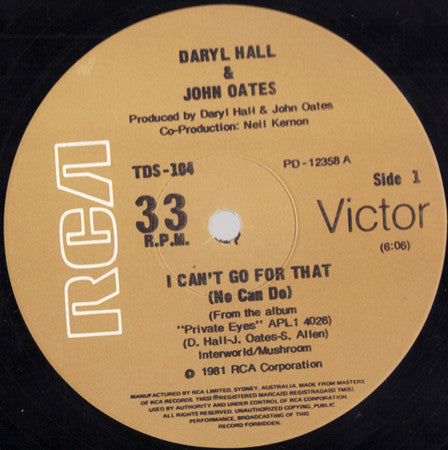 DARYL HALL
&
JOHN OATES
Produced by Daryl Hall & John Oates
Co-Production: Neil Kernon
TDS-104
PD-12358 A
Side 1
33
R.P.M.
RCA
Victor
(6:06)
I CAN'T GO FOR THAT
(No Can Do)
(From the album
"Private Eyes" APL1 4028)
(D. Hall-J. Oates-S. Allen)
Interworld/Mushroom
℗ 1981 RCA Corporation
MANUFACTURED BY RCA LIMITED, SYDNEY, AUSTRALIA, MADE FROM MASTERS
OF RCA RECORDS. TM(S) ®REGISTERED MARCA(S) REGISTRADA(S) TM(S)
USED BY AUTHORITY AND UNDER CONTROL OF RCA CORPORATION.
ALL RIGHTS RESERVED. UNAUTHORIZED COPYING, PUBLIC
PERFORMANCE, BROADCASTING OF THIS
RECORD FORBIDDEN.